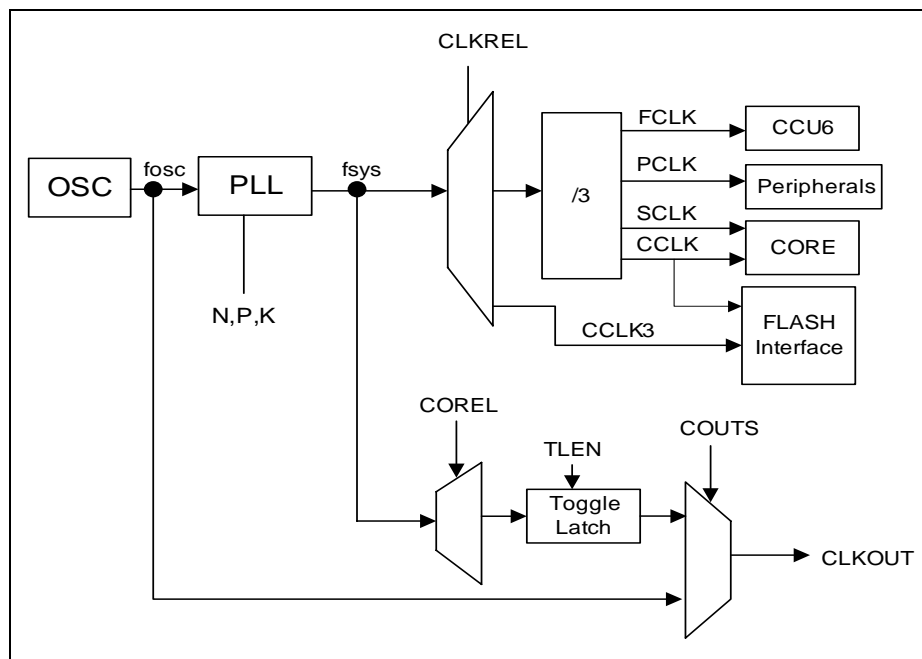 CLKREL
FCLK
CCU6
fosc
fsys
OSC
PLL
/3
PCLK
Peripherals
SCLK
CCLK
CORE
N,P,K
CCLK3
FLASH
Interface
COREL
TLEN
COUTS
Toggle
Latch
CLKOUT